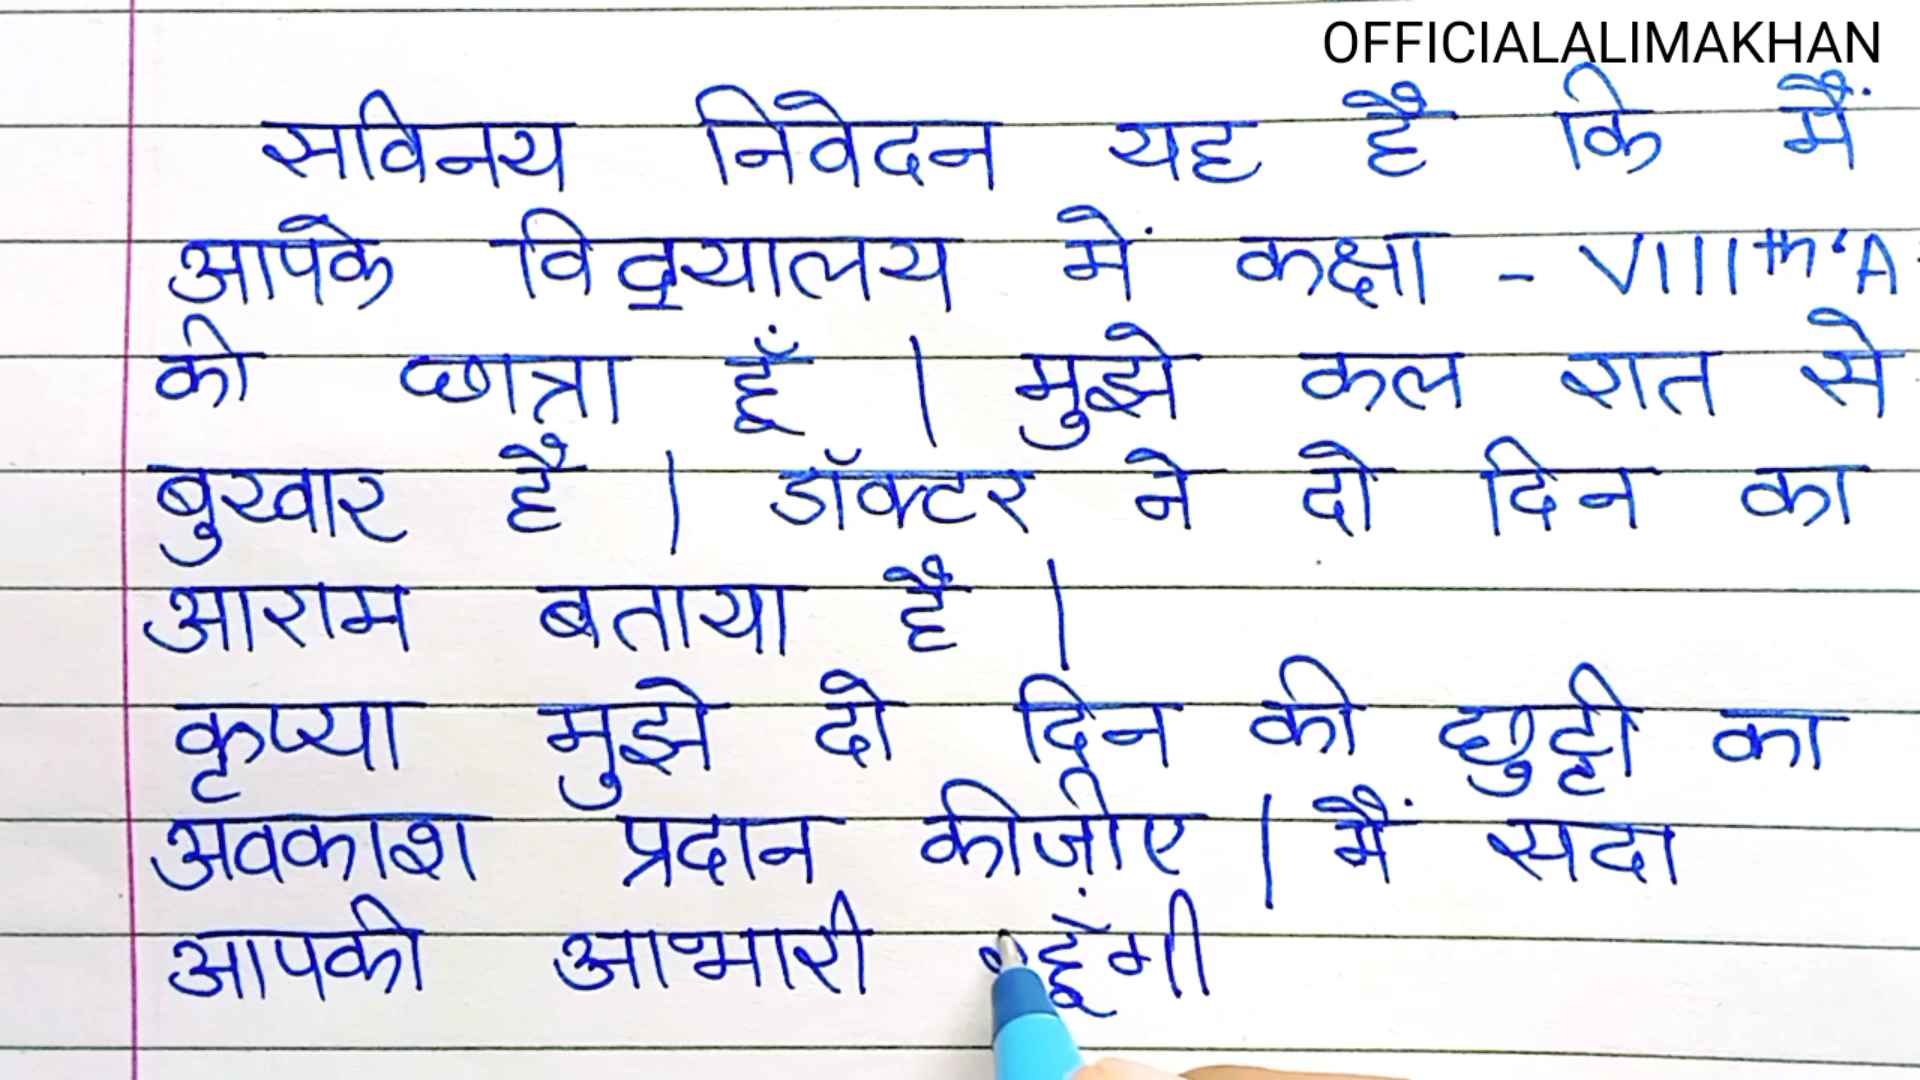 OFFICIALALIMAKHAN
सविनय निवेदन यह है कि मैं
आपके विद्यालय में कक्षा - VIIIth 'A
की छात्रा हूँ | मुझे कल रात से
बुखार है | डॉक्टर ने दो दिन का
आराम बताया है |
कृप्या मुझे दो दिन की छुट्टी का
अवकाश प्रदान कीज़ीए | मैं सदा
आपकी आभारी रहूँगी